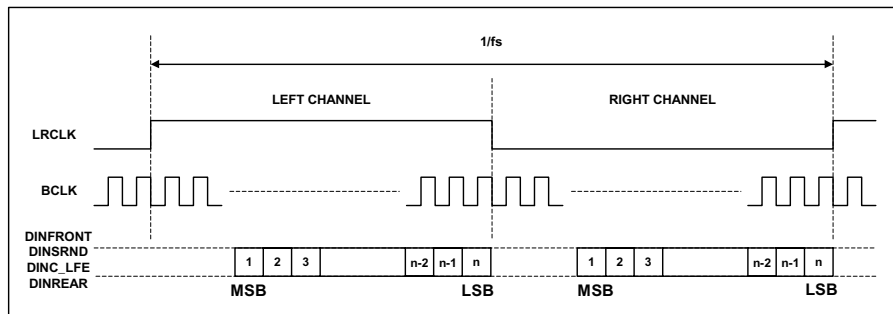 1/fs
LEFT CHANNEL RIGHT CHANNEL
LRCLK
BCLK
DINFRONT
DINSRND
DINC_LFE
DINREAR
1 2 3 n-2 n-1 n 1 2 3 n-2 n-1 n
MSB LSB MSB LSB